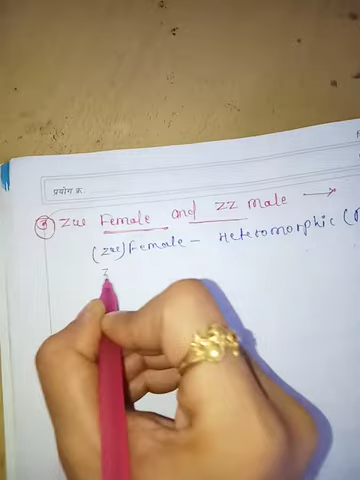 प्रयोग क्र.
Zw Female and ZZ male →
(Zw) Female - Heteromorphic (
Z